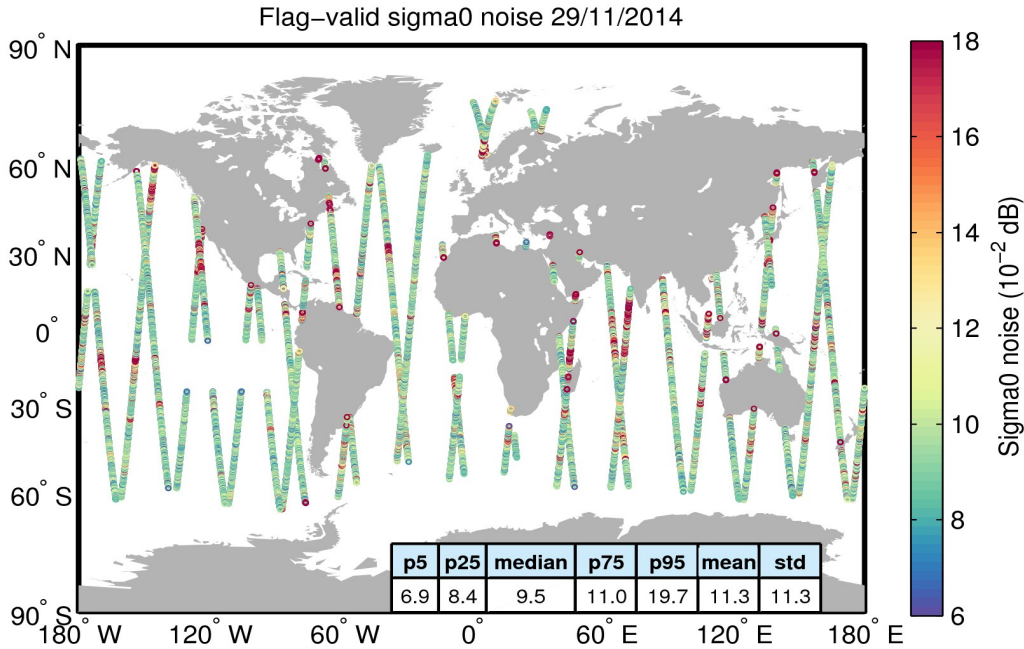 Flag−valid sigma0 noise 29/11/2014
90° N
60° N
30° N
0°
30° S
60° S
90° S
180° W
120° W
60° W
0°
60° E
120° E
180° E
p5 p25 median p75 p95 mean std
6.9 8.4 9.5 11.0 19.7 11.3 11.3
18
16
14
12
10
8
6
Sigma0 noise (10⁻² dB)